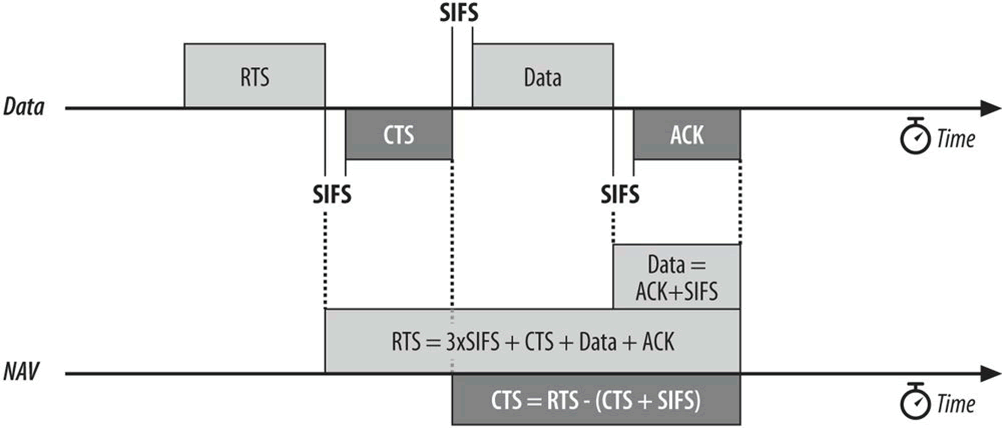 SIFS
RTS
Data
Data
CTS
ACK
Time
SIFS
SIFS
Data =
ACK+SIFS
RTS = 3xSIFS + CTS + Data + ACK
NAV
CTS = RTS - (CTS + SIFS)
Time